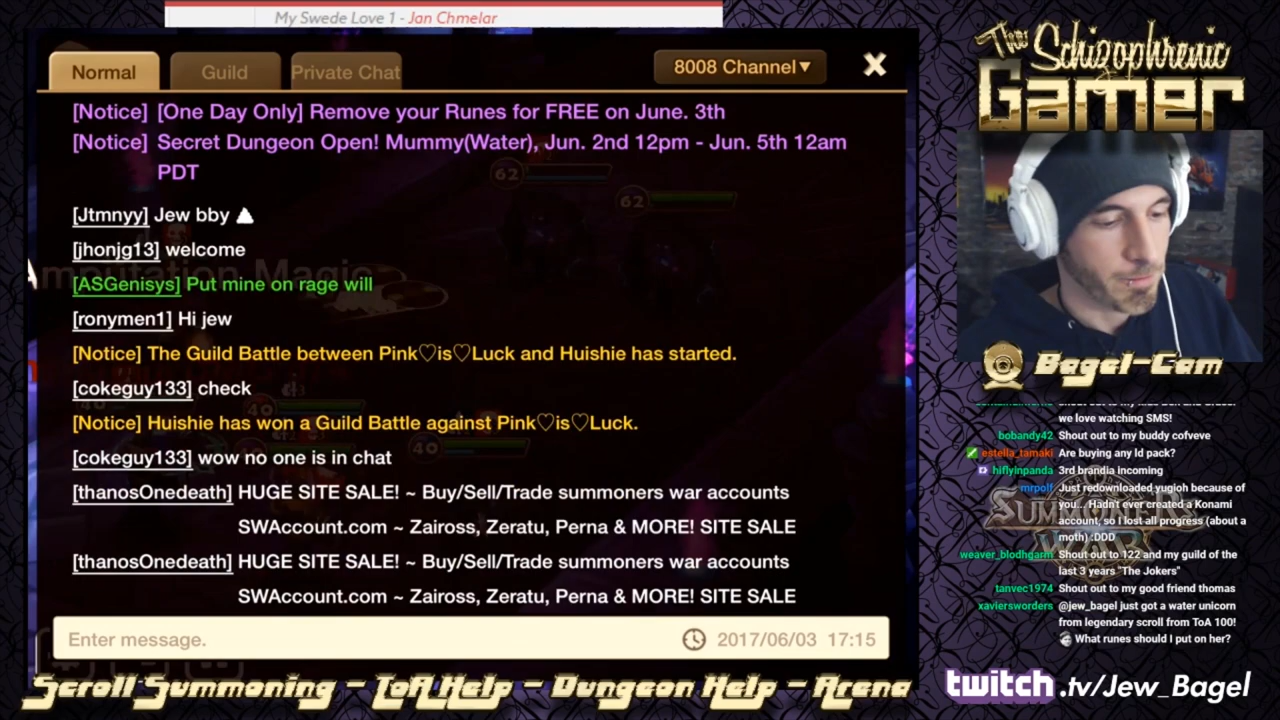 My Swede Love 1 - Jan Chmelar
The Schizophrenic
Gamer
Normal
Guild
Private Chat
8008 Channel▼
[Notice] [One Day Only] Remove your Runes for FREE on June. 3th
[Notice] Secret Dungeon Open! Mummy(Water), Jun. 2nd 12pm - Jun. 5th 12am
PDT
62
62
[Jtmnyy] Jew bby
[jhonjg13] welcome
[ASGenisys] Put mine on rage will
[ronymen1] Hi jew
[Notice] The Guild Battle between Pink♡is♡Luck and Huishie has started.
[cokeguy133] check
40
[Notice] Huishie has won a Guild Battle against Pink♡is♡Luck.
40
[cokeguy133] wow no one is in chat
[thanosOnedeath] HUGE SITE SALE! ~ Buy/Sell/Trade summoners war accounts
SWAccount.com ~ Zaiross, Zeratu, Perna & MORE! SITE SALE
[thanosOnedeath] HUGE SITE SALE! ~ Buy/Sell/Trade summoners war accounts
SWAccount.com ~ Zaiross, Zeratu, Perna & MORE! SITE SALE
Enter message.
2017/06/03 17:15
Bagel-Cam
we love watching SMS!
bobandy42 Shout out to my buddy cofveve
estella_tamaki Are buying any ld pack?
hiflyinpanda 3rd brandia incoming
mrpolf Just redownloaded yugioh because of
you... Hadn't ever created a Konami
account, so I lost all progress (about a
moth) :DDD
weaver_blodhgarm Shout out to 122 and my guild of the
last 3 years "The Jokers"
tanvec1974 Shout out to my good friend thomas
xaviersworders @jew_bagel just got a water unicorn
from legendary scroll from ToA 100!
What runes should I put on her?
Summoners
War
Scroll Summoning - ToA Help - Dungeon Help - Arena
twitch.tv/Jew_Bagel